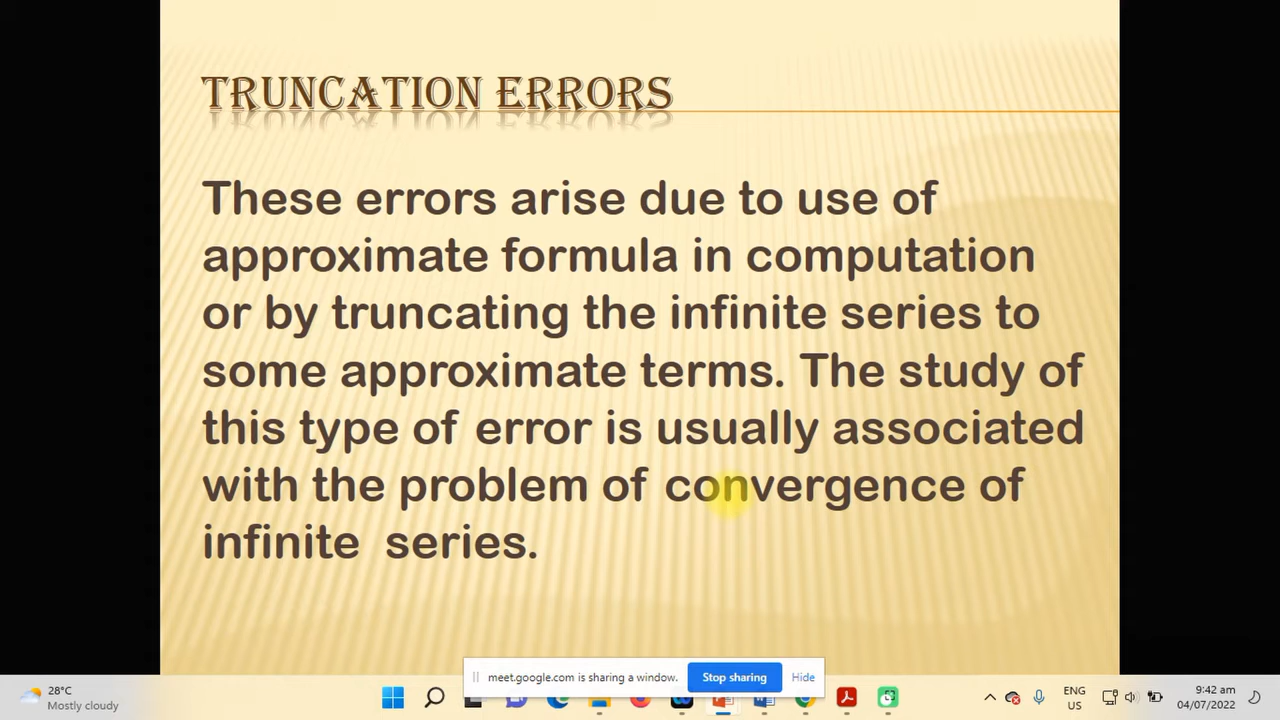 TRUNCATION ERRORS
These errors arise due to use of
approximate formula in computation
or by truncating the infinite series to
some approximate terms. The study of
this type of error is usually associated
with the problem of convergence of
infinite series.
meet.google.com is sharing a window.
Stop sharing
Hide
28°C
Mostly cloudy
ENG
US
9:42 am
04/07/2022